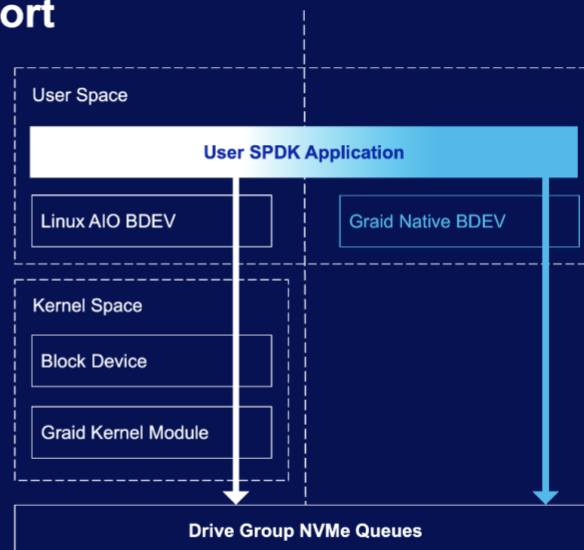 ort
User Space
User SPDK Application
Linux AIO BDEV
Graid Native BDEV
Kernel Space
Block Device
Graid Kernel Module
Drive Group NVMe Queues